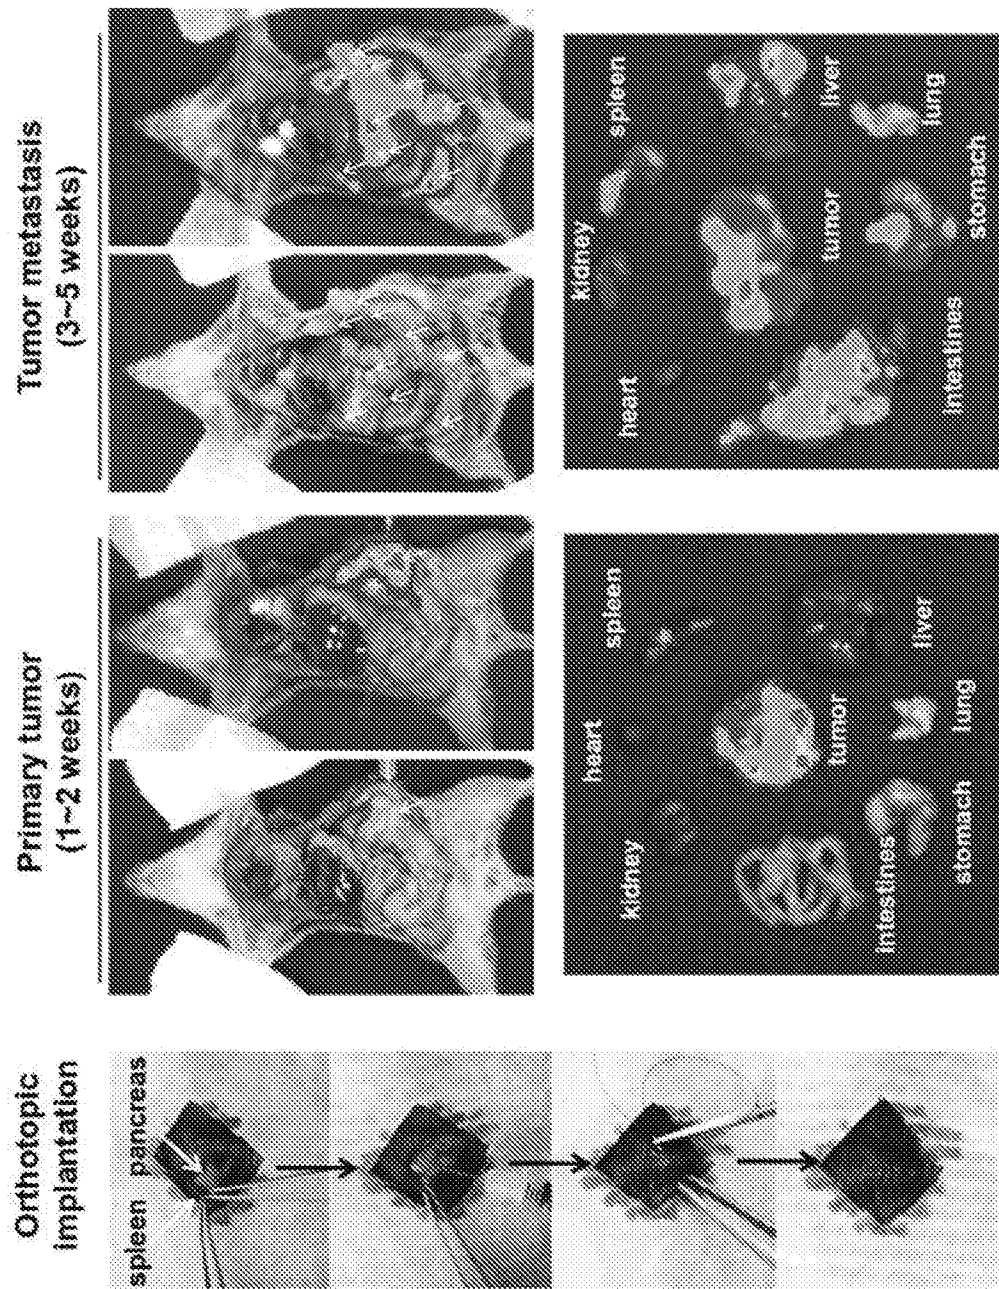 Orthotopic
implantation
spleen pancreas
Primary tumor
(1~2 weeks)
kidney
heart
spleen
Intestines
tumor
liver
stomach
lung
Tumor metastasis
(3~5 weeks)
heart
kidney
spleen
tumor
liver
Intestines
stomach
lung